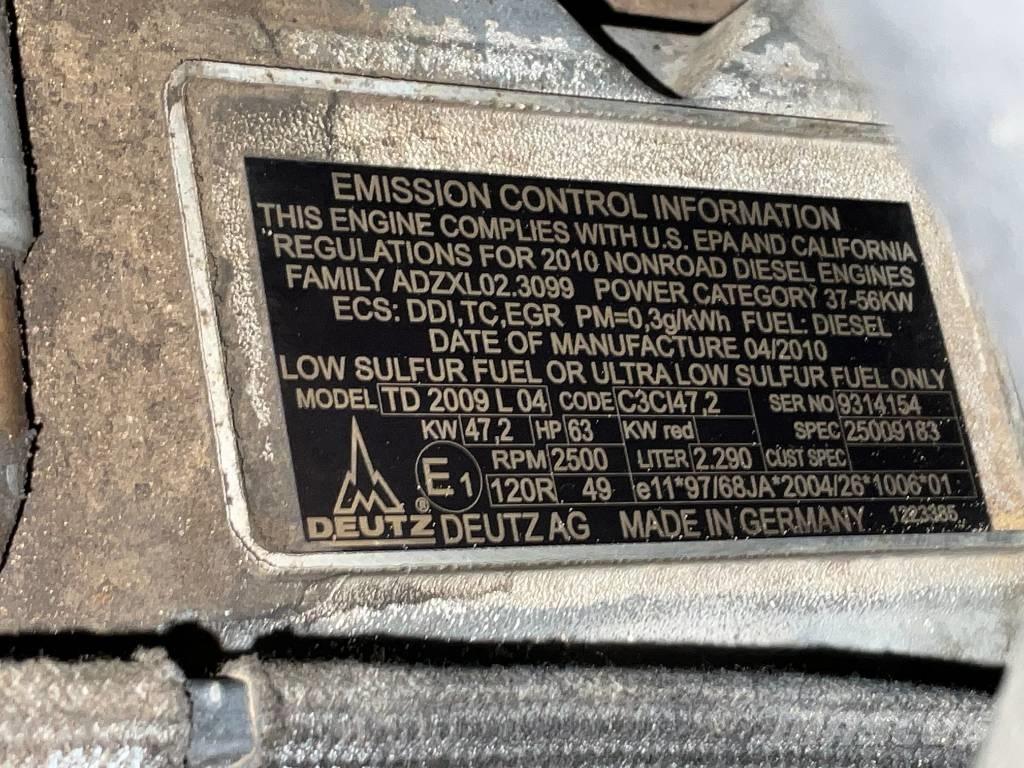 EMISSION CONTROL INFORMATION
THIS ENGINE COMPLIES WITH U.S. EPA AND CALIFORNIA
"REGULATIONS FOR 2010 NONROAD DIESEL ENGINES
FAMILY ADZXL02.3099 POWER CATEGORY 37-56KW
ECS: DDI,TC,EGR PM=0,3g/kWh FUEL: DIESEL
DATE OF MANUFACTURE 04/2010
LOW SULFUR FUEL OR ULTRA LOW SULFUR FUEL ONLY
MODEL TD 2009 L 04 CODE C3CI47,2 SER NO 9314154
KW 47,2 HP 63 KW red SPEC 25009183
E1 RPM 2500 LITER 2.290 CUST SPEC
120R 49 e11*97/68JA*2004/26*1006*01
DEUTZ® DEUTZ AG MADE IN GERMANY 1223385